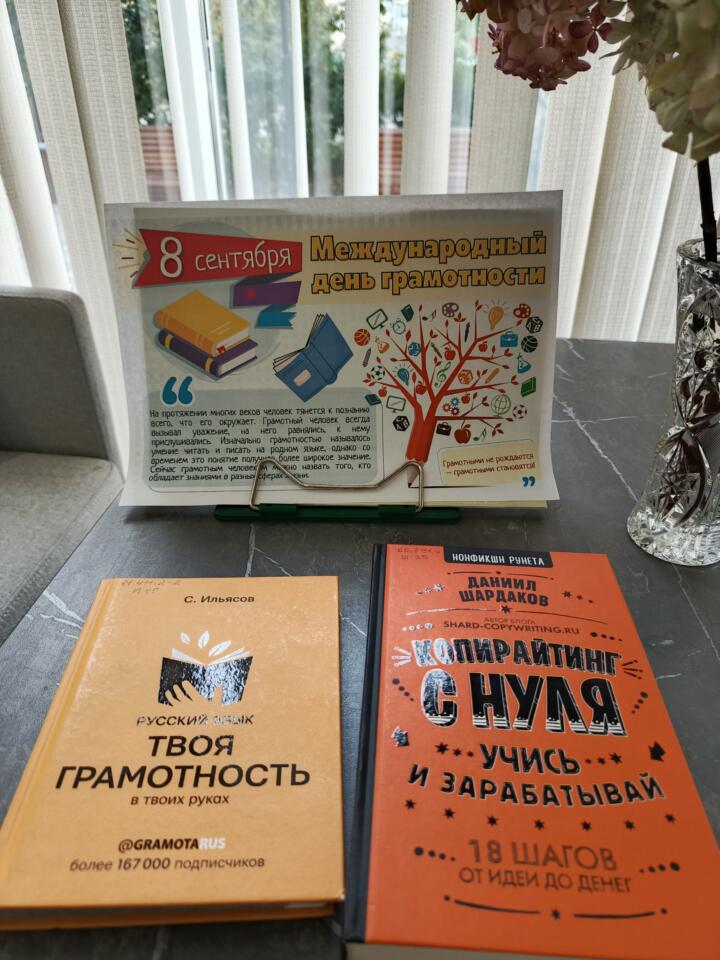 8 сентября
Международный
день грамотности
На протяжении многих веков человек тянется к познанию
всего, что его окружает. Грамотный человек всегда
вызывал уважение, на него равнялись, к нему
прислушивались. Изначально грамотностью называлось
умение читать и писать на родном языке, однако со
временем это понятие получило более широкое значение.
Сейчас грамотным человеком можно назвать того, кто
обладает знаниями в разных сферах жизни.
Грамотными не рождаются
– грамотными становятся!
С. Ильясов
РУССКИЙ ЯЗЫК
ТВОЯ
ГРАМОТНОСТЬ
в твоих руках
@GRAMOTARUS
более 167 000 подписчиков
НОНФИКШН РУНЕТА
ДАНИИЛ
ШАРДАКОВ
АВТОР БЛОГА
SHARD-COPYWRITING.RU
КОПИРАЙТИНГ
С НУЛЯ
УЧИСЬ
И ЗАРАБАТЫВАЙ
18 ШАГОВ
ОТ ИДЕИ ДО ДЕНЕГ